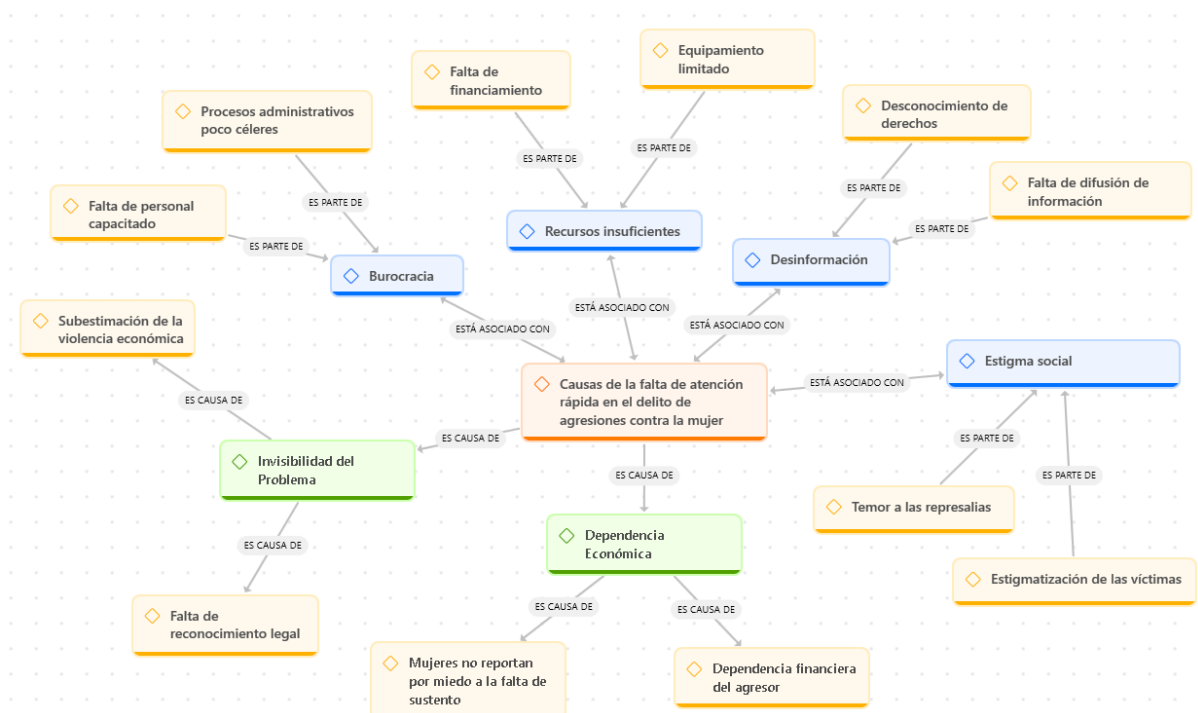 Equipamiento
limitado
Falta de
financiamiento
Procesos administrativos
poco céleres
Desconocimiento de
derechos
ES PARTE DE
ES PARTE DE
ES PARTE DE
ES PARTE DE
Falta de difusión de
información
Falta de personal
capacitado
ES PARTE DE
ES PARTE DE
Recursos insuficientes
Desinformación
Burocracia
ESTÁ ASOCIADO CON
ESTÁ ASOCIADO CON
ESTÁ ASOCIADO CON
Subestimación de la
violencia económica
Estigma social
Causas de la falta de atención
rápida en el delito de
agresiones contra la mujer
ESTÁ ASOCIADO CON
ES CAUSA DE
ES CAUSA DE
ES PARTE DE
Invisibilidad del
Problema
ES CAUSA DE
ES PARTE DE
Temor a las represalias
Dependencia
Económica
ES CAUSA DE
Estigmatización de las víctimas
ES CAUSA DE
ES CAUSA DE
Falta de
reconocimiento legal
Mujeres no reportan
por miedo a la falta de
sustento
Dependencia financiera
del agresor